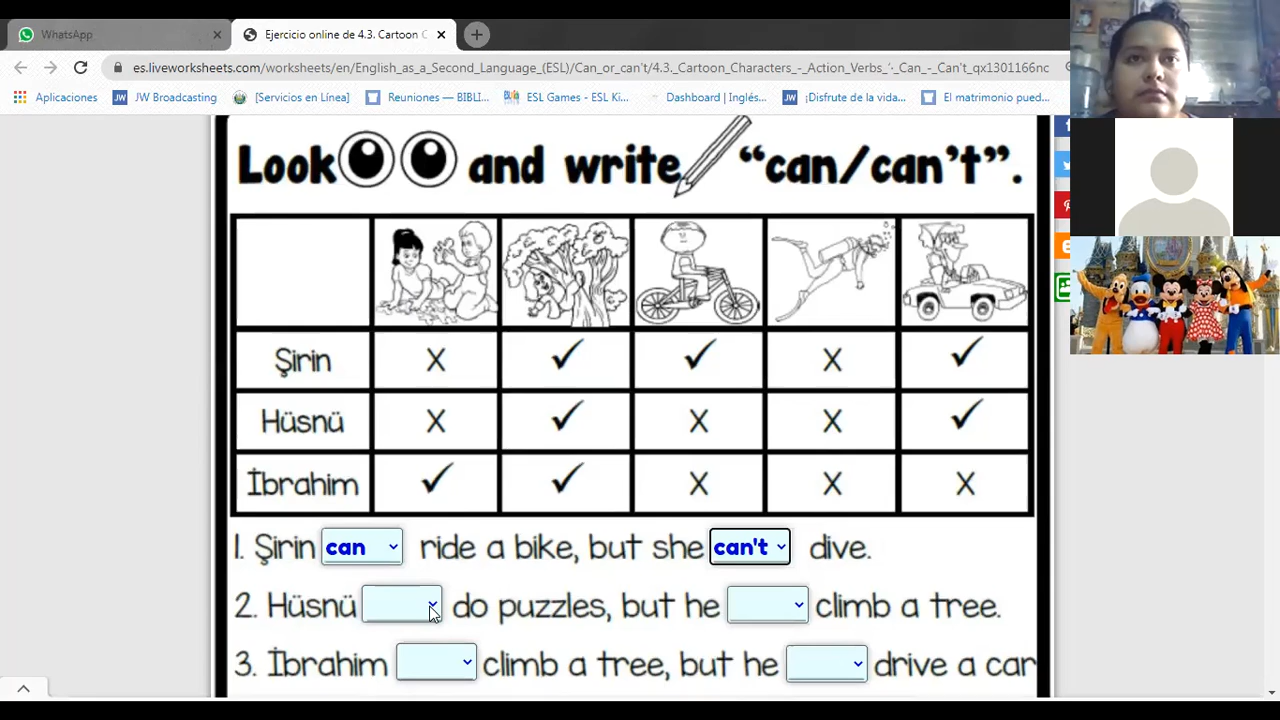 WhatsApp
Ejercicio online de 4.3. Cartoon C
es.liveworksheets.com/worksheets/en/English_as_a_Second_Language_(ESL)/Can_or_can't/4.3._Cartoon_Characters_-_Action_Verbs_'-_Can_-_Can't_qx1301166nc
Aplicaciones JW Broadcasting [Servicios en Línea] Reuniones — BIBLI... ESL Games - ESL Ki... Dashboard | Inglés,... ¡Disfrute de la vida... El matrimonio pued...
Look and write "can/can't".
Şirin X ✓ ✓ X ✓
Hüsnü X ✓ X X ✓
İbrahim ✓ ✓ X X X
1. Şirin can ride a bike, but she can't dive.
2. Hüsnü do puzzles, but he climb a tree.
3. İbrahim climb a tree, but he drive a car